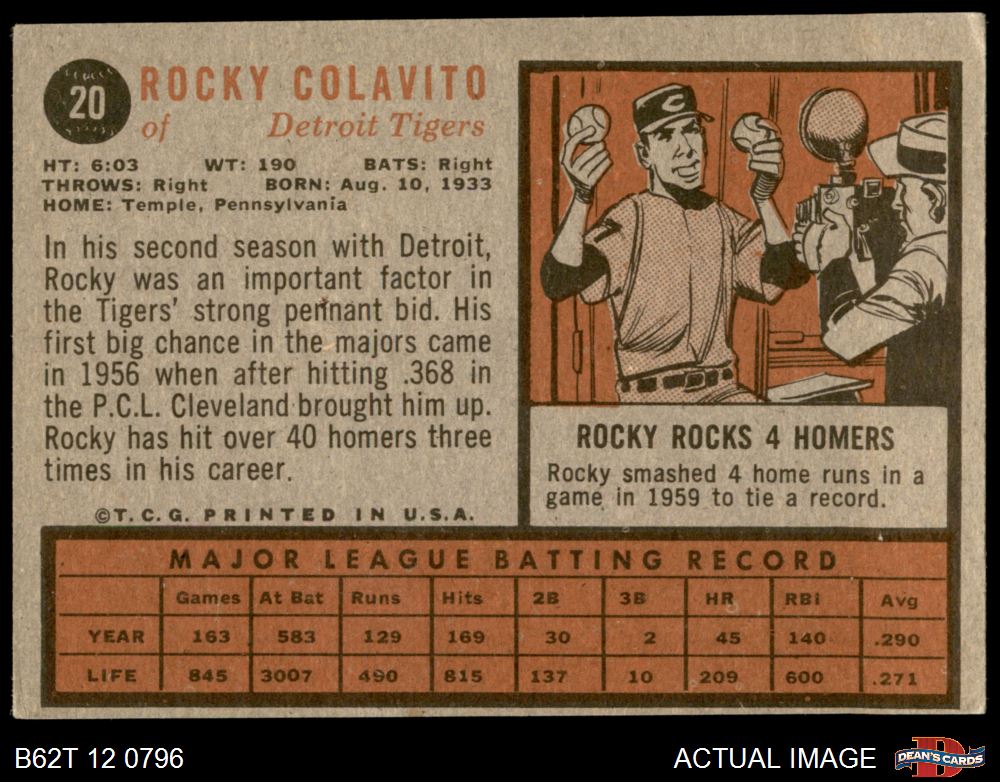 20
ROCKY COLAVITO
of Detroit Tigers
HT: 6:03 WT: 190 BATS: Right
THROWS: Right BORN: Aug. 10, 1933
HOME: Temple, Pennsylvania
In his second season with Detroit,
Rocky was an important factor in
the Tigers' strong pennant bid. His
first big chance in the majors came
in 1956 when after hitting .368 in
the P.C.L. Cleveland brought him up.
Rocky has hit over 40 homers three
times in his career.
©T.C.G. PRINTED IN U.S.A.
C
7
ROCKY ROCKS 4 HOMERS
Rocky smashed 4 home runs in a
game in 1959 to tie a record.
MAJOR LEAGUE BATTING RECORD
Games At Bat Runs Hits 2B 3B HR RBI Avg
YEAR 163 583 129 169 30 2 45 140 .290
LIFE 845 3007 490 815 137 10 209 600 .271
B62T 12 0796
ACTUAL IMAGE
D
DEAN'S CARDS